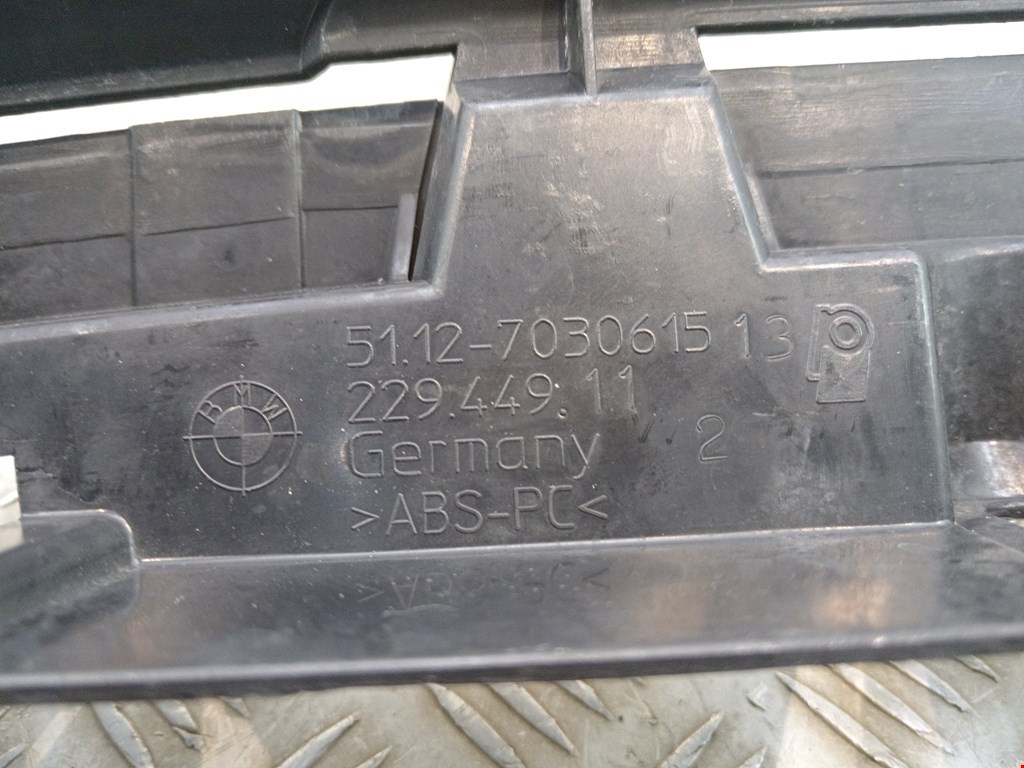 51.12-7030615 13
BMW
229.449.11
Germany 2
>ABS-PC<